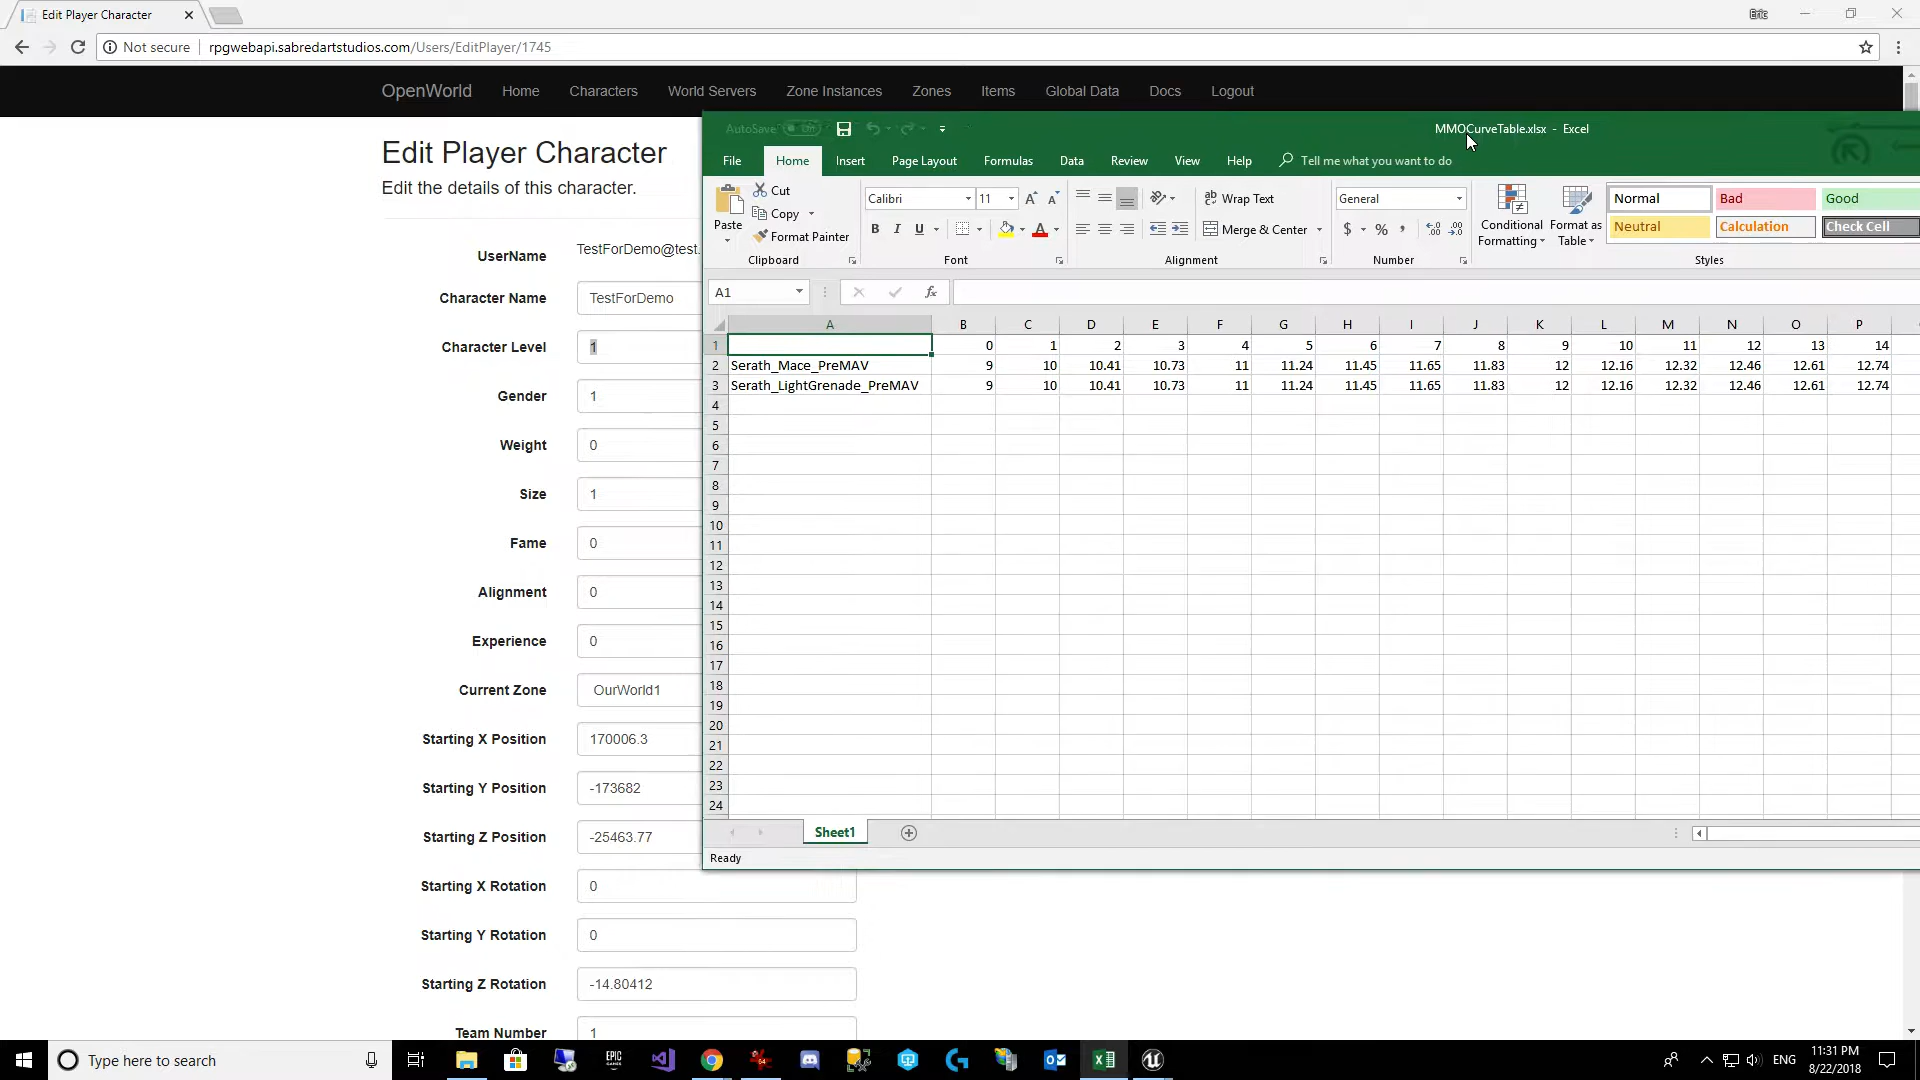 Edit Player Character
Eric
Not secure rpgwebapi.sabredartstudios.com/Users/EditPlayer/1745
OpenWorld Home Characters World Servers Zone Instances Zones Items Global Data Docs Logout
Edit Player Character
Edit the details of this character.
UserName TestForDemo@test.
Character Name TestForDemo
Character Level 1
Gender 1
Weight 0
Size 1
Fame 0
Alignment 0
Experience 0
Current Zone OurWorld1
Starting X Position 170006.3
Starting Y Position -173682
Starting Z Position -25463.77
Starting X Rotation 0
Starting Y Rotation 0
Starting Z Rotation -14.80412
Team Number 1
AutoSave On MMOCurveTable.xlsx - Excel
File Home Insert Page Layout Formulas Data Review View Help Tell me what you want to do
Paste Cut Copy Format Painter
Clipboard
Calibri 11
B I U A
Font
Wrap Text
Merge & Center
Alignment
General
$ % ,
Number
Conditional Formatting
Format as Table
Normal Bad Good
Neutral Calculation Check Cell
Styles
A1 fx
A B C D E F G H I J K L M N O P
1 0 1 2 3 4 5 6 7 8 9 10 11 12 13 14
2 Serath_Mace_PreMAV 9 10 10.41 10.73 11 11.24 11.45 11.65 11.83 12 12.16 12.32 12.46 12.61 12.74
3 Serath_LightGrenade_PreMAV 9 10 10.41 10.73 11 11.24 11.45 11.65 11.83 12 12.16 12.32 12.46 12.61 12.74
4
5
6
7
8
9
10
11
12
13
14
15
16
17
18
19
20
21
22
23
24
Sheet1
Ready
Type here to search
EPIC GAMES
ENG
11:31 PM
8/22/2018